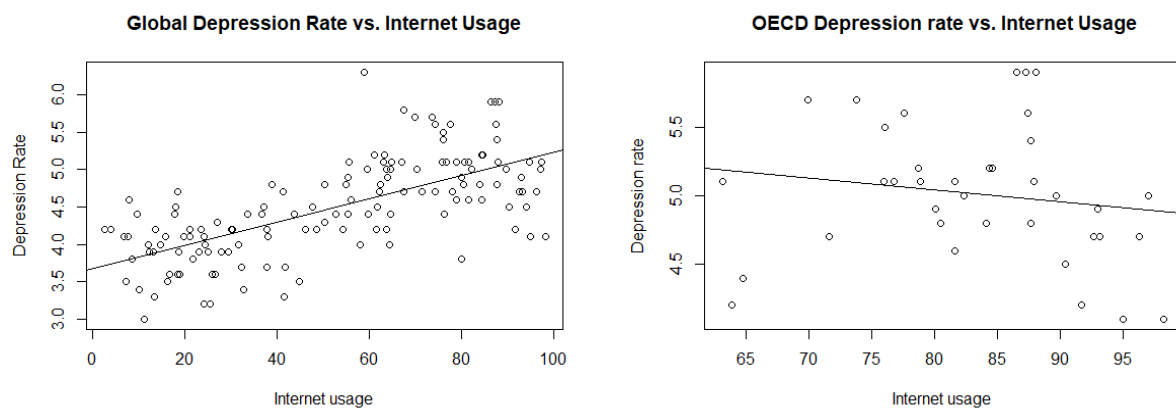 Global Depression Rate vs. Internet Usage
Depression Rate
6.0
5.5
5.0
4.5
4.0
3.5
3.0
0 20 40 60 80 100
Internet usage
OECD Depression rate vs. Internet Usage
Depression rate
5.5
5.0
4.5
65 70 75 80 85 90 95
Internet usage